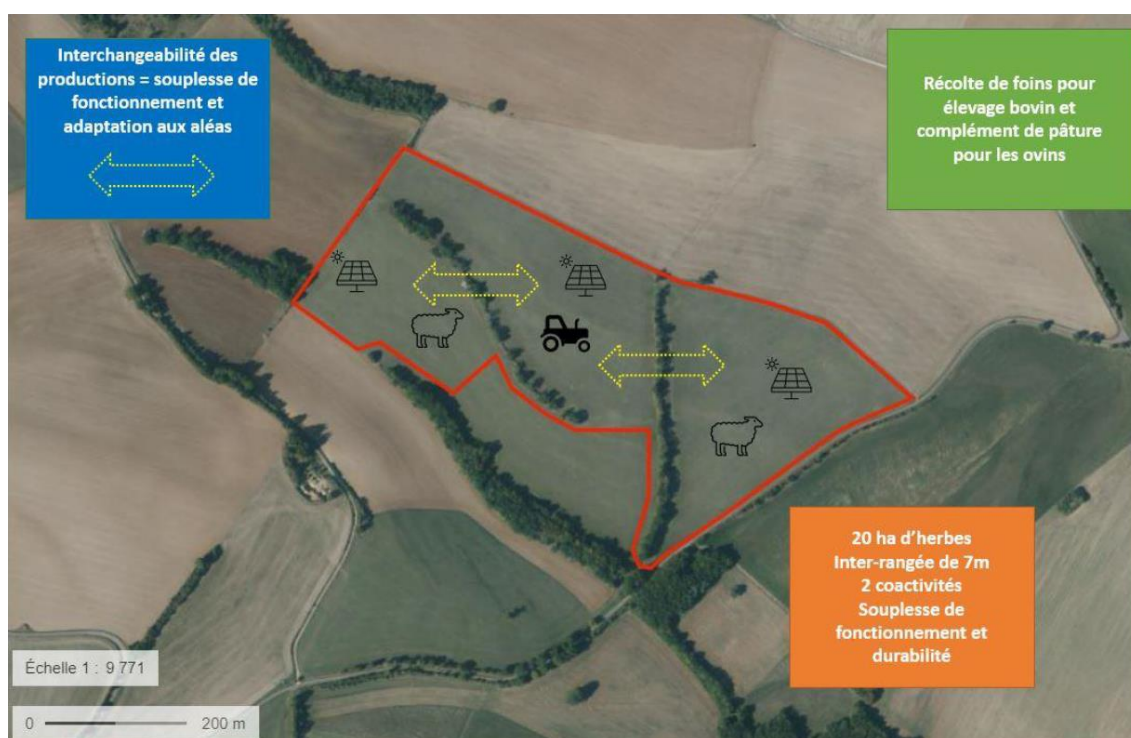 Interchangeabilité des
productions = souplesse de
fonctionnement et
adaptation aux aléas
Récolte de foins pour
élevage bovin et
complément de pâture
pour les ovins
20 ha d’herbes
Inter-rangée de 7m
2 coactivités
Souplesse de
fonctionnement et
durabilité
Échelle 1 : 9 771
0 200 m